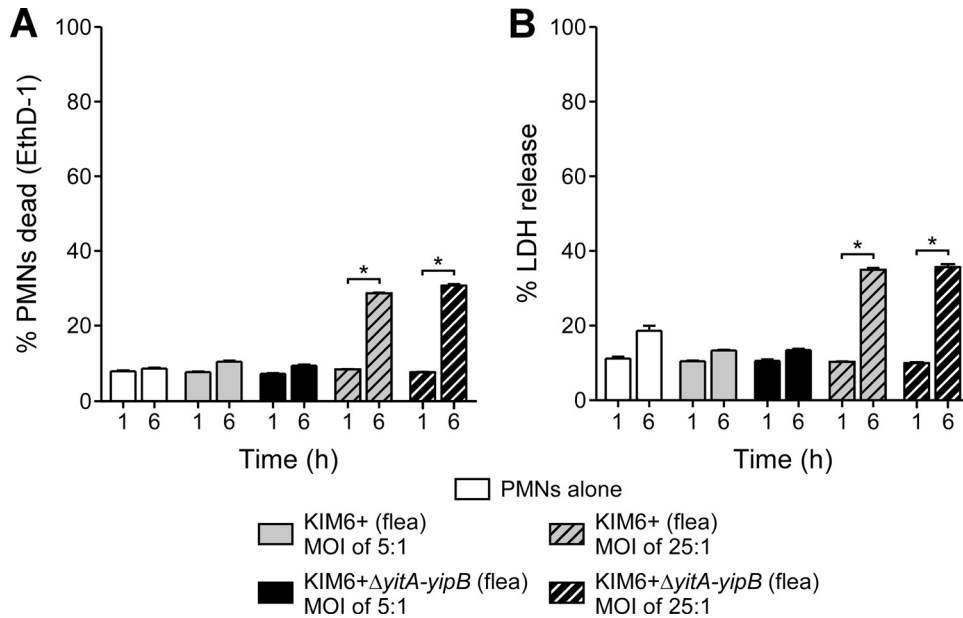 A
% PMNs dead (EthD-1)
100
80
60
40
20
0
*
*
1 6 1 6 1 6 1 6 1 6
Time (h)
B
% LDH release
100
80
60
40
20
0
*
*
1 6 1 6 1 6 1 6 1 6
Time (h)
PMNs alone
KIM6+ (flea)
MOI of 5:1
KIM6+ (flea)
MOI of 25:1
KIM6+ΔyitA-yipB (flea)
MOI of 5:1
KIM6+ΔyitA-yipB (flea)
MOI of 25:1